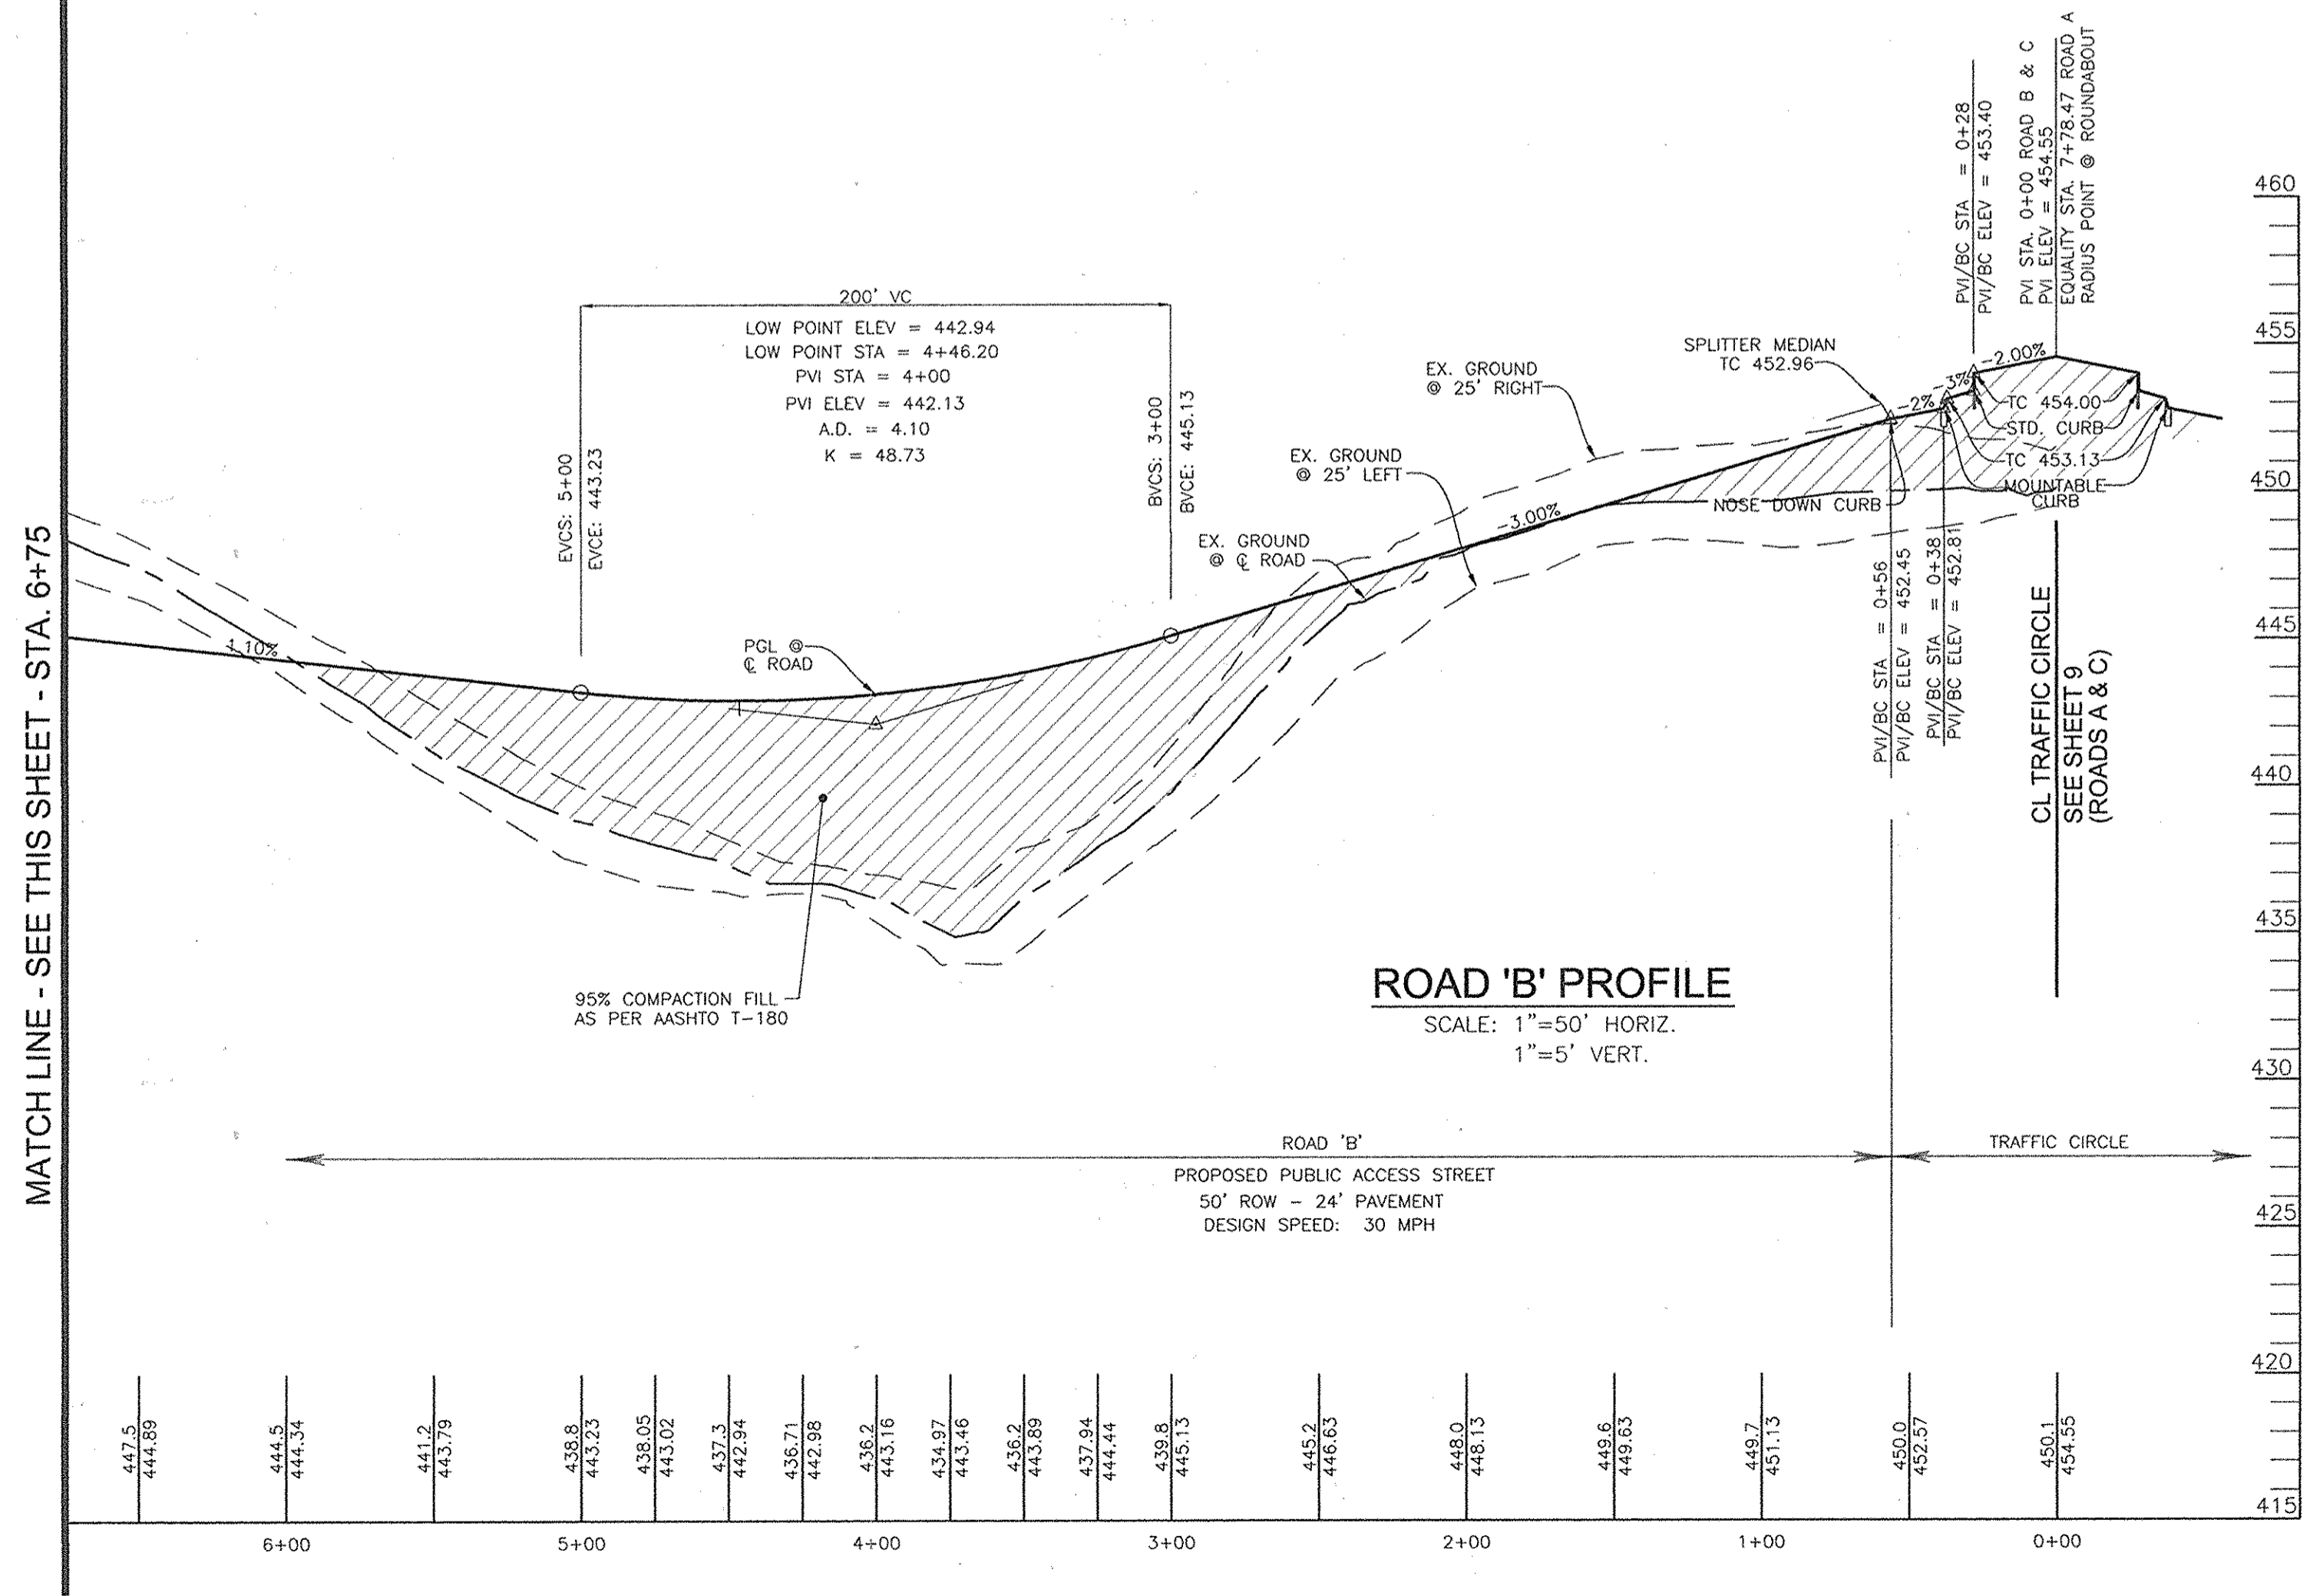 MATCH LINE - SEE THIS SHEET - STA. 6+75
PVI/BC STA = 0+28
PVI/BC ELEV = 453.40
PVI STA. 0+00 ROAD B & C
PVI ELEV = 454.55
EQUALITY STA. 7+78.47 ROAD A
RADIUS POINT @ ROUNDABOUT
200' VC
LOW POINT ELEV = 442.94
LOW POINT STA = 4+46.20
PVI STA = 4+00
PVI ELEV = 442.13
A.D. = 4.10
K = 48.73
EVCS: 5+00
EVCE: 443.23
BVCS: 3+00
BVCE: 445.13
SPLITTER MEDIAN
TC 452.96
EX. GROUND
@ 25' RIGHT
EX. GROUND
@ 25' LEFT
EX. GROUND
@ ℄ ROAD
-2.00%
-3%
-2%
-3.00%
TC 454.00
STD. CURB
TC 453.13
MOUNTABLE
CURB
NOSE DOWN CURB
1.10%
PGL @
℄ ROAD
PVI/BC STA = 0+56
PVI/BC ELEV = 452.45
PVI/BC STA = 0+38
PVI/BC ELEV = 452.81
CL TRAFFIC CIRCLE
SEE SHEET 9
(ROADS A & C)
95% COMPACTION FILL
AS PER AASHTO T-180
ROAD 'B' PROFILE
SCALE: 1"=50' HORIZ.
1"=5' VERT.
ROAD 'B'
PROPOSED PUBLIC ACCESS STREET
50' ROW - 24' PAVEMENT
DESIGN SPEED: 30 MPH
TRAFFIC CIRCLE
460
455
450
445
440
435
430
425
420
415
447.5
444.89
444.5
444.34
441.2
443.79
438.8
443.23
438.05
443.02
437.3
442.94
436.71
442.98
436.2
443.16
434.97
443.46
436.2
443.89
437.94
444.44
439.8
445.13
445.2
446.63
448.0
448.13
449.6
449.63
449.7
451.13
450.0
452.57
450.1
454.55
6+00
5+00
4+00
3+00
2+00
1+00
0+00